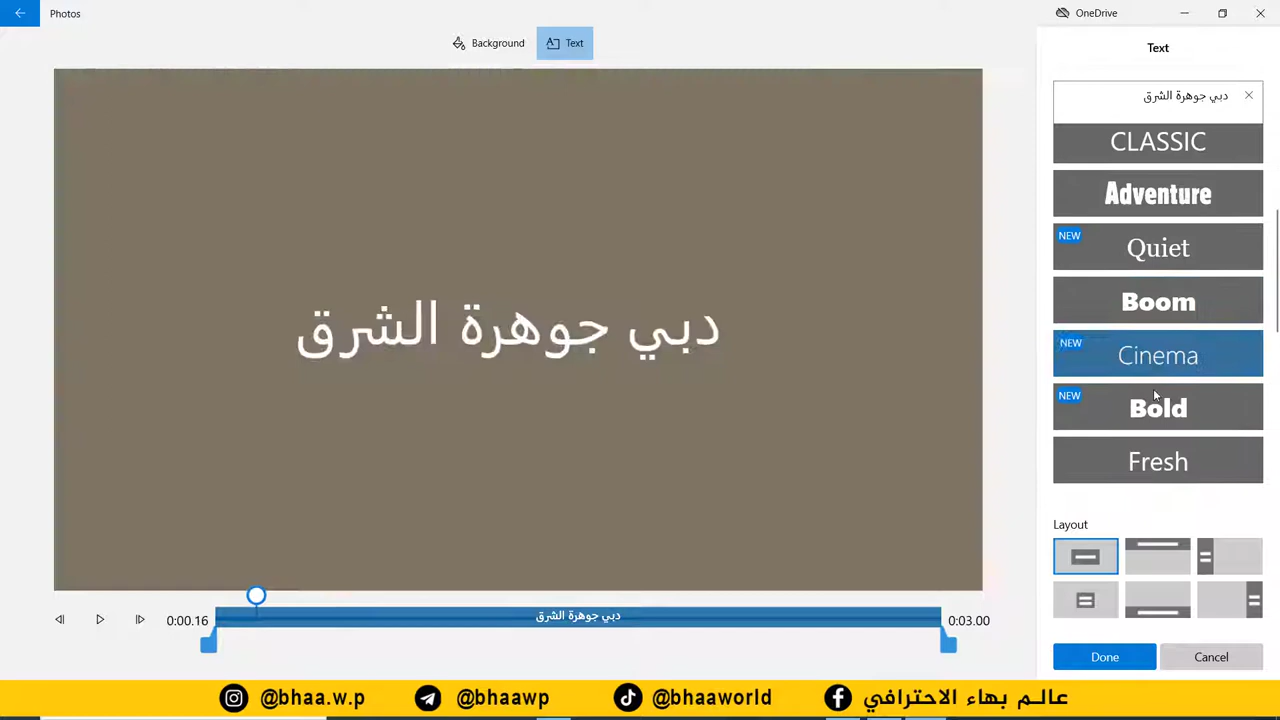 Photos
OneDrive
Background
Text
Text
دبي جوهرة الشرق
CLASSIC
Adventure
NEW
Quiet
Boom
NEW
Cinema
NEW
Bold
Fresh
دبي جوهرة الشرق
Layout
0:00.16
دبي جوهرة الشرق
0:03.00
Done
Cancel
@bhaa.w.p
@bhaawp
@bhaaworld
عالم بهاء الاحترافي